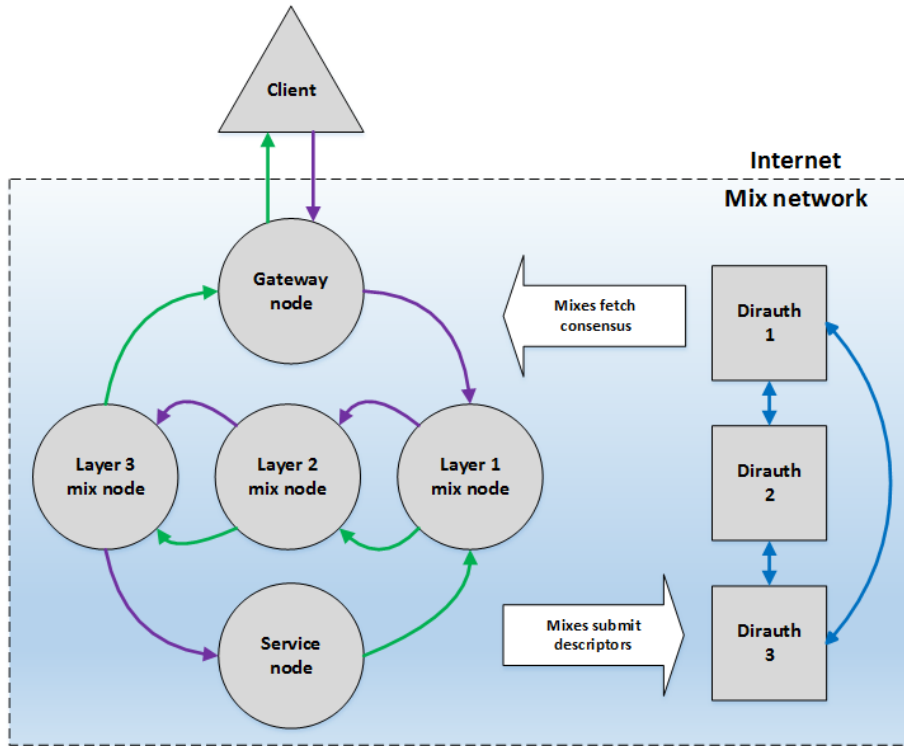 Client
Internet
Mix network
Gateway
node
Mixes fetch
consensus
Dirauth
1
Layer 3
mix node
Layer 2
mix node
Layer 1
mix node
Dirauth
2
Service
node
Mixes submit
descriptors
Dirauth
3